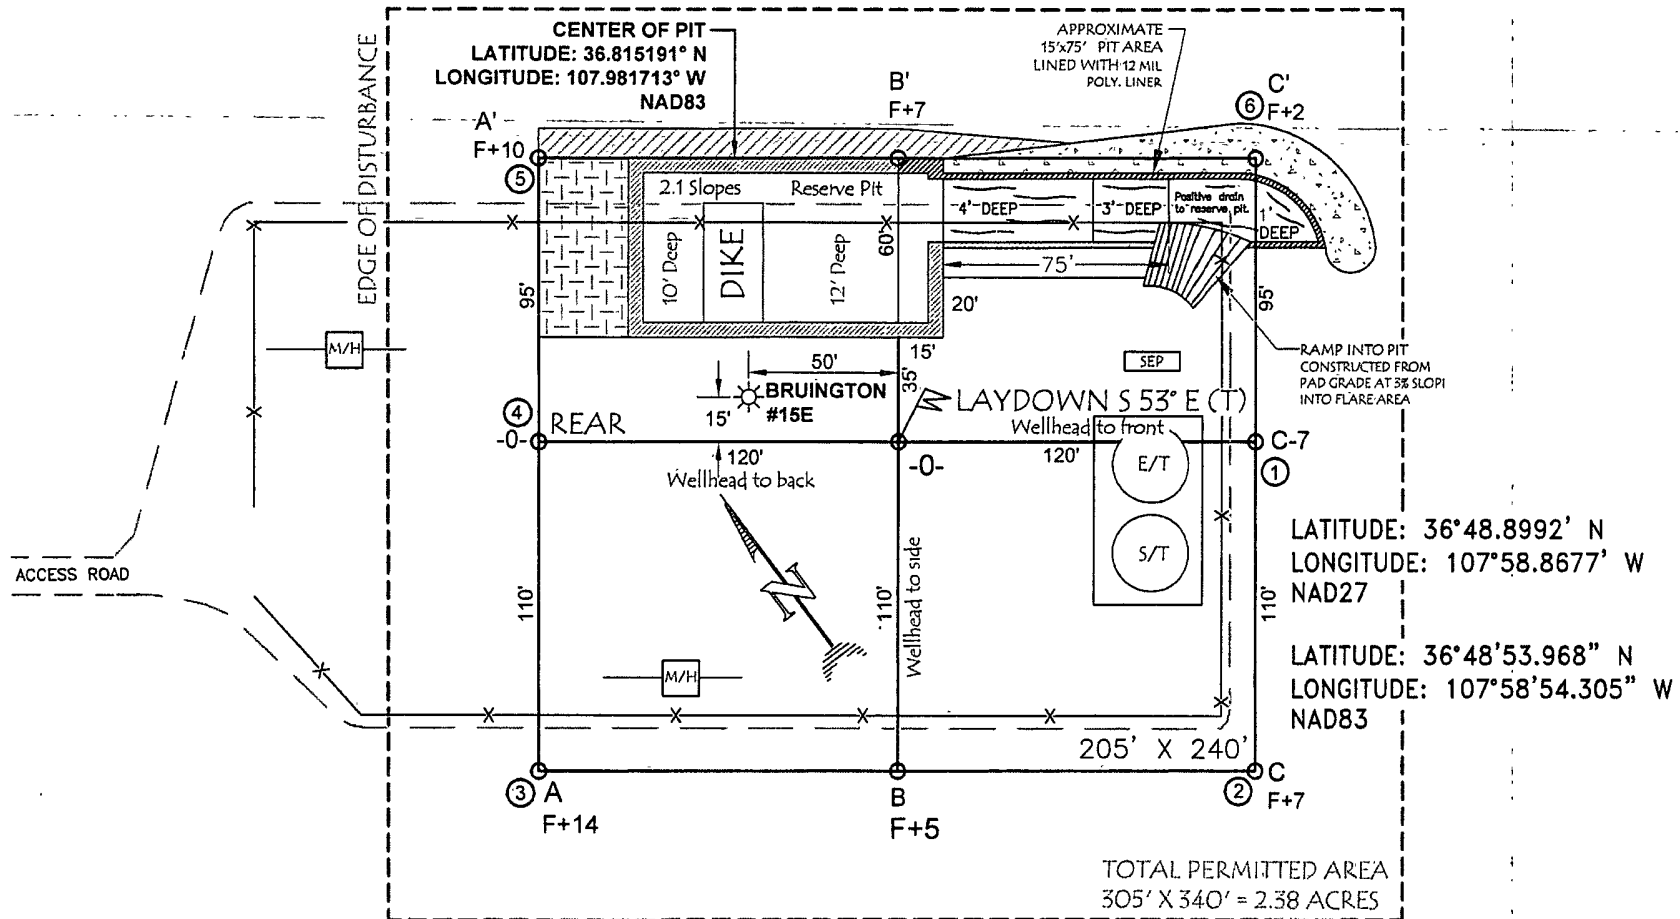 CENTER OF PIT
LATITUDE: 36.815191° N
LONGITUDE: 107.981713° W
NAD83
APPROXIMATE
15'x75' PIT AREA
LINED WITH 12 MIL
POLY. LINER
EDGE OF DISTURBANCE
A'
F+10
5
B'
F+7
6
C'
F+2
2.1 Slopes
Reserve Pit
10' Deep
DIKE
12' Deep
60'
4' DEEP
3' DEEP
Positive drain
to reserve pit.
1'
DEEP
75'
20'
15'
35'
95'
95'
M/H
50'
BRUINGTON
#15E
15'
SEP
RAMP INTO PIT
CONSTRUCTED FROM
PAD GRADE AT 5% SLOPI
INTO FLARE AREA
4
-0-
REAR
LAYDOWN S 53° E (T)
Wellhead to front
120'
120'
-0-
C-7
1
Wellhead to back
E/T
S/T
N
ACCESS ROAD
110'
110'
Wellhead to side
110'
LATITUDE: 36°48.8992' N
LONGITUDE: 107°58.8677' W
NAD27
LATITUDE: 36°48'53.968" N
LONGITUDE: 107°58'54.305" W
NAD83
M/H
205' X 240'
3
A
F+14
B
F+5
2
C
F+7
TOTAL PERMITTED AREA
305' X 340' = 2.38 ACRES